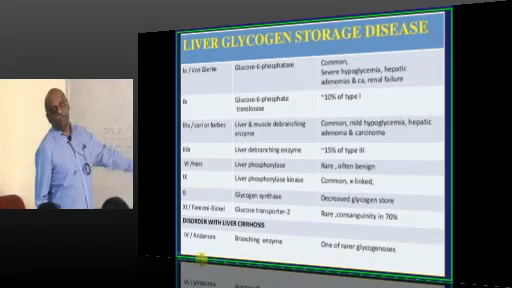 LIVER GLYCOGEN STORAGE DISEASE
Ia / Von Gierke Glucose-6-phosphatase Common,
Severe hypoglycemia, hepatic
adenomas & ca, renal failure
Ib Glucose-6-phosphate ~10% of type I
translocase
IIIa / cori or forbes Liver & muscle debranching Common, mild hypoglycemia, hepatic
enzyme adenoma & carcinoma
IIIb Liver debranching enzyme ~15% of type III
VI /Hers Liver phosphorylase Rare , often benign
IX Liver phosphorylase kinase Common, x-linked,
0 Glycogen synthase Decreased glycogen store
XI / Fanconi-Bickel Glucose transporter-2 Rare ,consanguinity in 70%
DISORDER WITH LIVER CIRRHOSIS
IV / Andersen Branching enzyme One of rarer glycogenoses